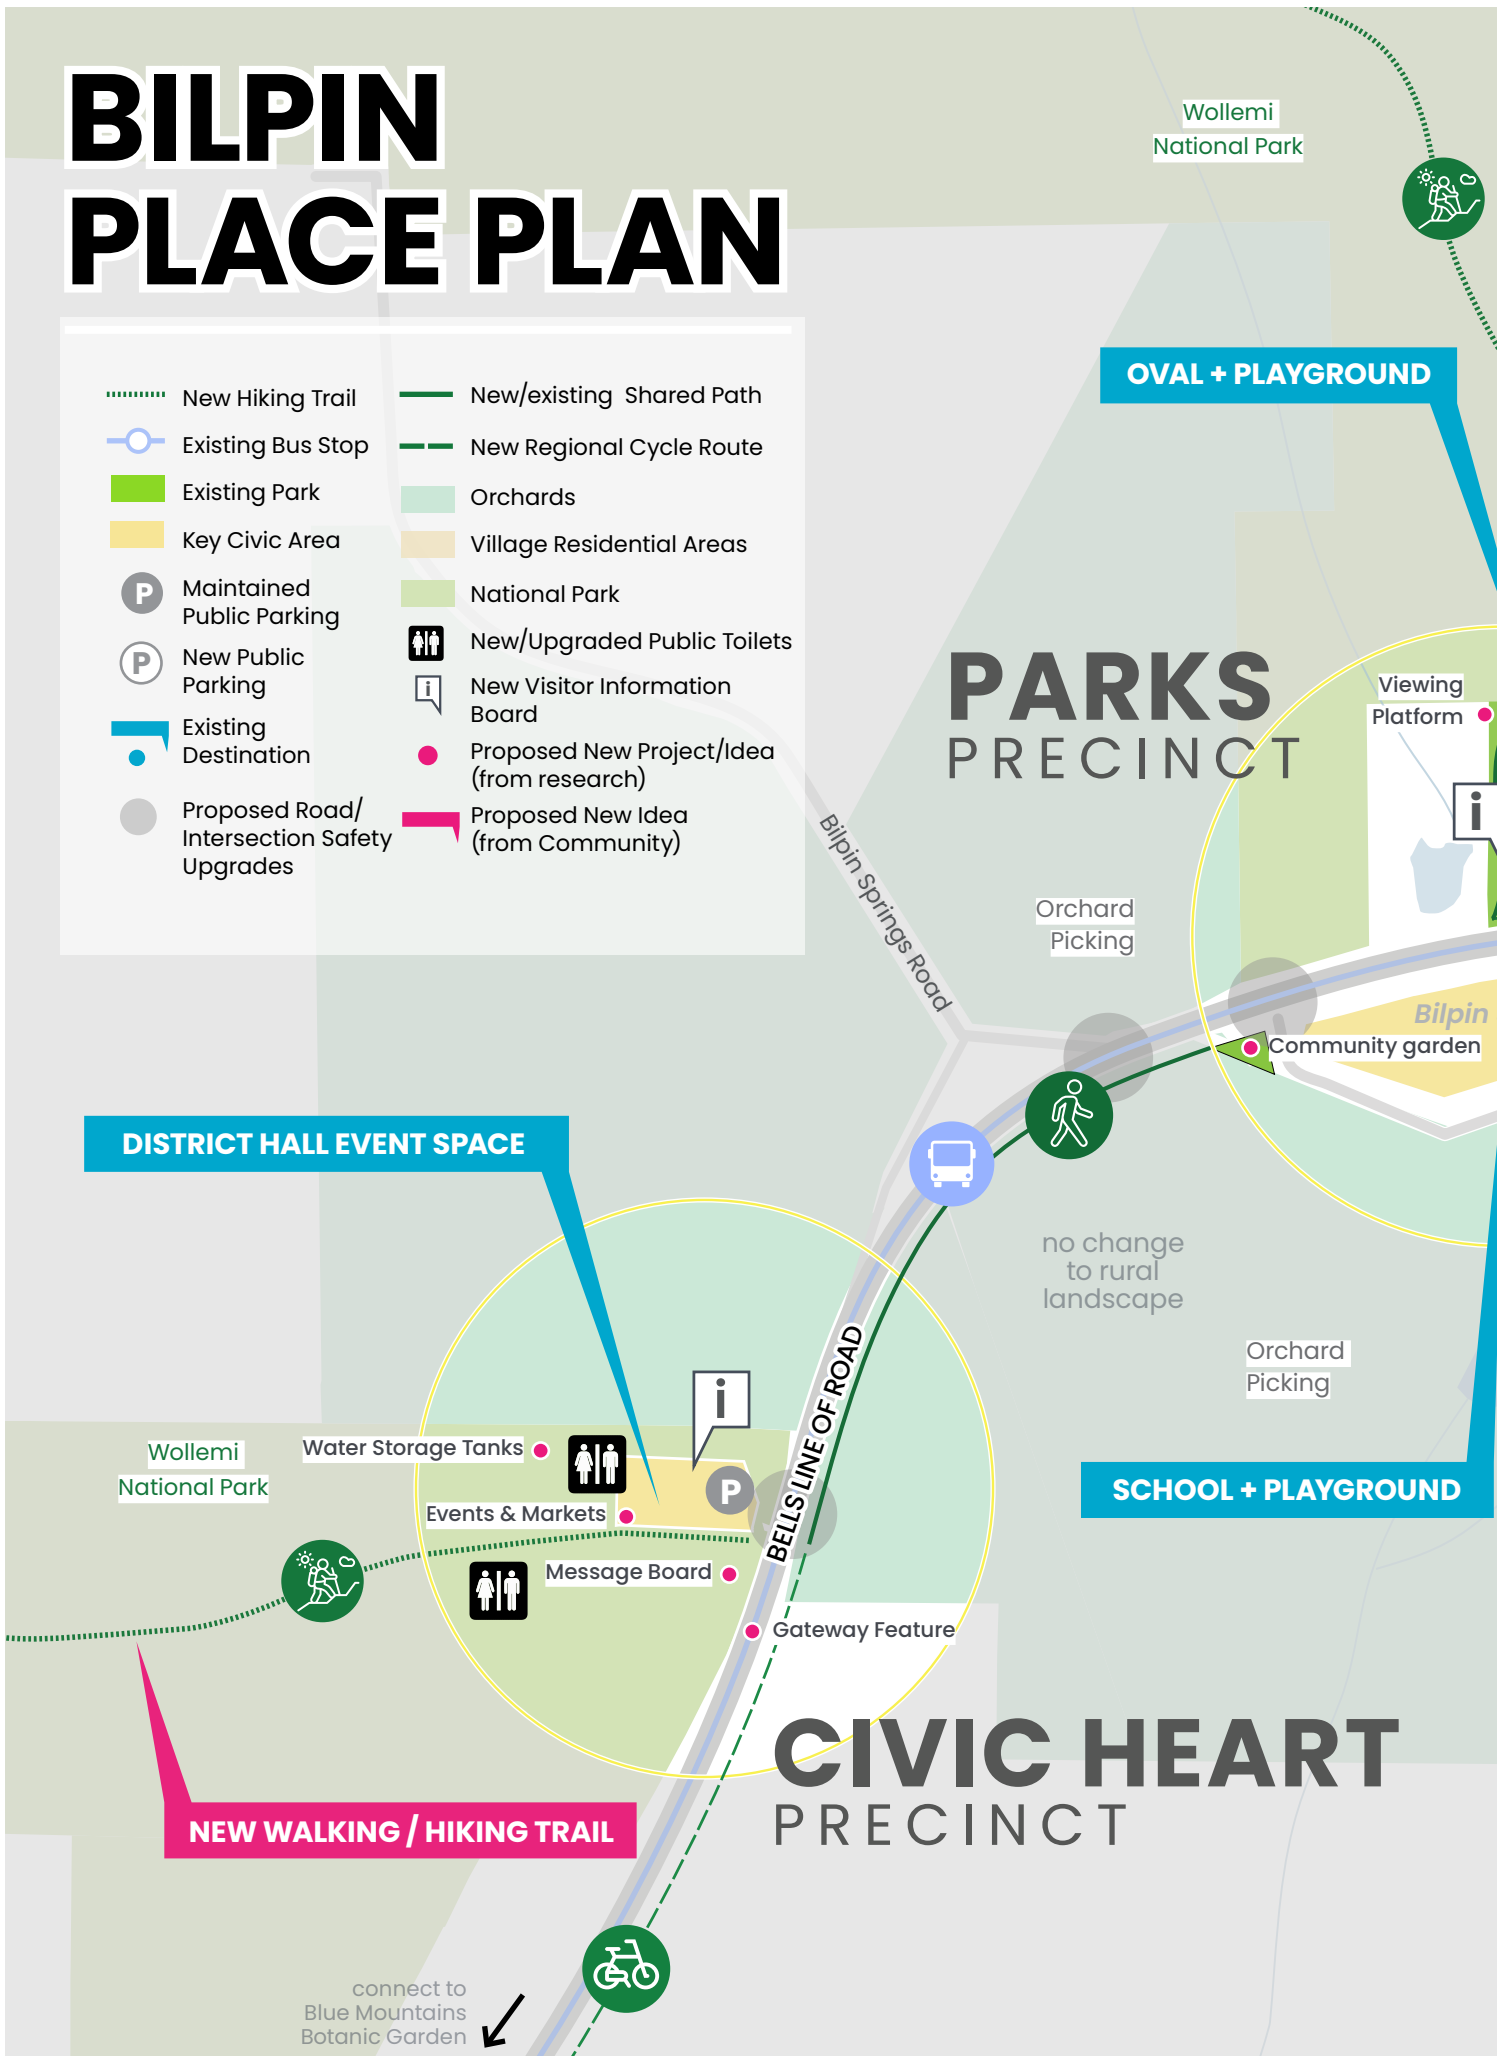 BILPIN
PLACE PLAN
New Hiking Trail
Existing Bus Stop
Existing Park
Key Civic Area
P
Maintained
Public Parking
P
New Public
Parking
Existing
Destination
Proposed Road/
Intersection Safety
Upgrades
New/existing Shared Path
New Regional Cycle Route
Orchards
Village Residential Areas
National Park
New/Upgraded Public Toilets
i
New Visitor Information
Board
Proposed New Project/Idea
(from research)
Proposed New Idea
(from Community)
Wollemi
National Park
OVAL + PLAYGROUND
PARKS
PRECINCT
Viewing
Platform
i
Bilpin Springs Road
Orchard
Picking
Bilpin
Community garden
DISTRICT HALL EVENT SPACE
no change
to rural
landscape
Orchard
Picking
BELLS LINE OF ROAD
i
Wollemi
National Park
Water Storage Tanks
P
Events & Markets
SCHOOL + PLAYGROUND
Message Board
Gateway Feature
CIVIC HEART
PRECINCT
NEW WALKING / HIKING TRAIL
connect to
Blue Mountains
Botanic Garden